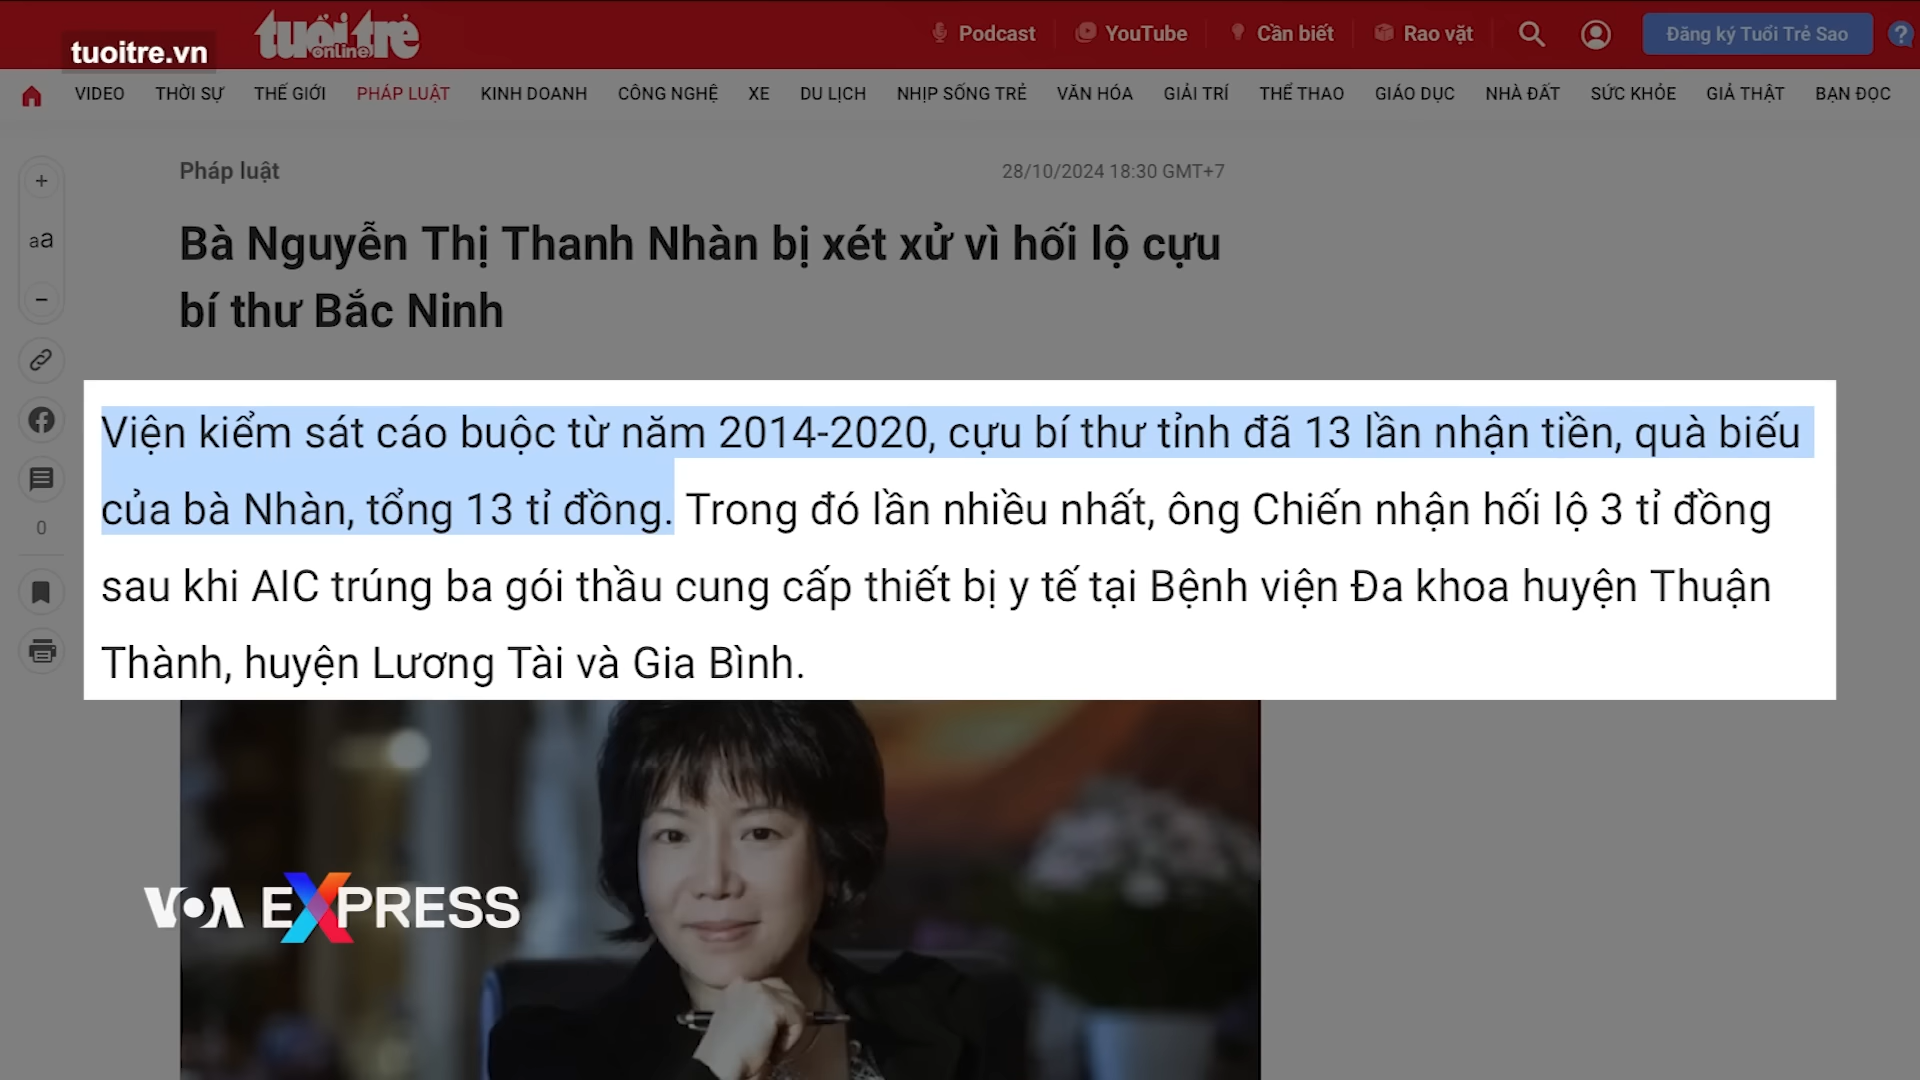 tuoitre.vn
tuổi trẻ
online
Podcast
YouTube
Cần biết
Rao vặt
Đăng ký Tuổi Trẻ Sao
?
VIDEO
THỜI SỰ
THẾ GIỚI
PHÁP LUẬT
KINH DOANH
CÔNG NGHỆ
XE
DU LỊCH
NHỊP SỐNG TRẺ
VĂN HÓA
GIẢI TRÍ
THỂ THAO
GIÁO DỤC
NHÀ ĐẤT
SỨC KHỎE
GIẢ THẬT
BẠN ĐỌC
+
aa
−
0
Pháp luật
28/10/2024 18:30 GMT+7
Bà Nguyễn Thị Thanh Nhàn bị xét xử vì hối lộ cựu
bí thư Bắc Ninh
Viện kiểm sát cáo buộc từ năm 2014-2020, cựu bí thư tỉnh đã 13 lần nhận tiền, quà biếu
của bà Nhàn, tổng 13 tỉ đồng. Trong đó lần nhiều nhất, ông Chiến nhận hối lộ 3 tỉ đồng
sau khi AIC trúng ba gói thầu cung cấp thiết bị y tế tại Bệnh viện Đa khoa huyện Thuận
Thành, huyện Lương Tài và Gia Bình.
VOA EXPRESS